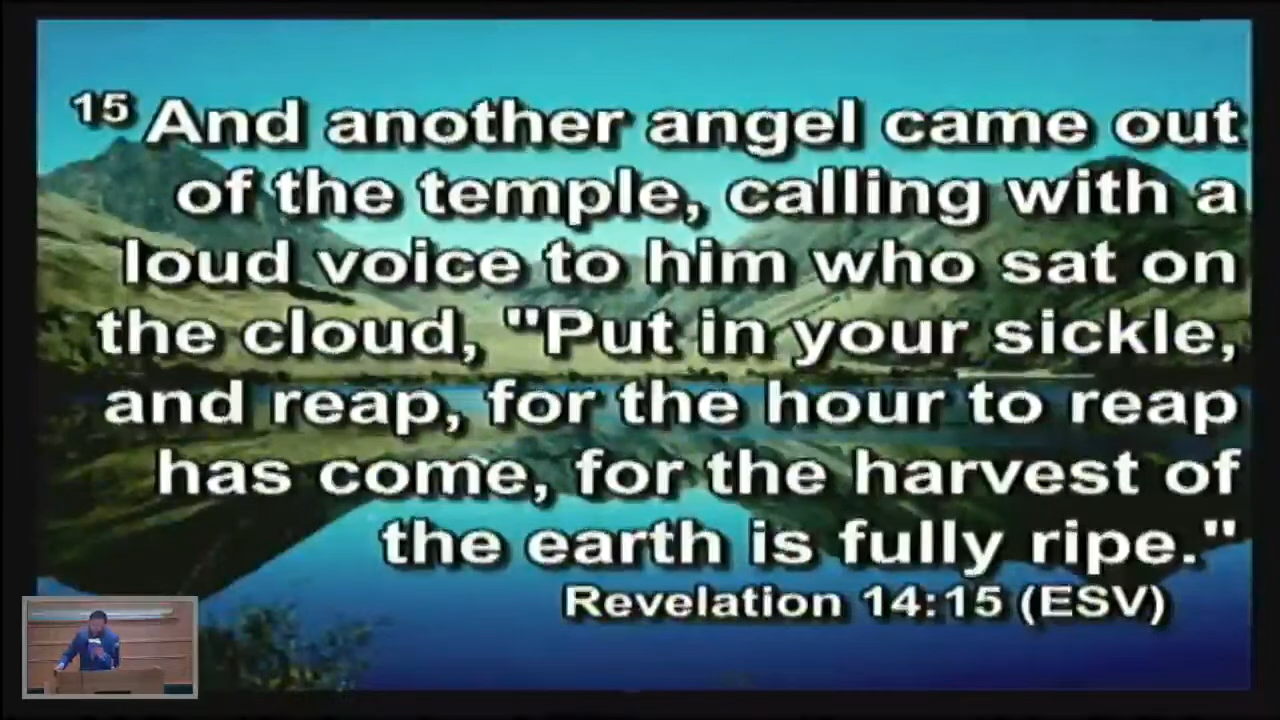 15 And another angel came out
of the temple, calling with a
loud voice to him who sat on
the cloud, "Put in your sickle,
and reap, for the hour to reap
has come, for the harvest of
the earth is fully ripe."
Revelation 14:15 (ESV)